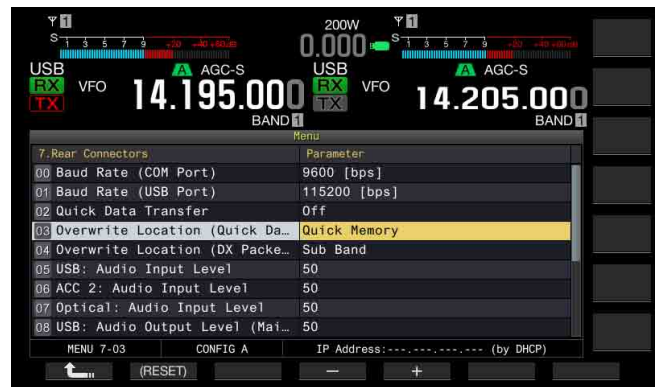 1 200W 1
S 1 3 5 7 9 +20 +40 +60dB 0.000 S 1 3 5 7 9 +20 +40 +60dB
USB A AGC-S USB A AGC-S
RX VFO 14.195.000 RX VFO 14.205.000
TX TX
BAND 1 BAND 1
Menu
7.Rear Connectors Parameter
00 Baud Rate (COM Port) 9600 [bps]
01 Baud Rate (USB Port) 115200 [bps]
02 Quick Data Transfer Off
03 Overwrite Location (Quick Da… Quick Memory
04 Overwrite Location (DX Packe… Sub Band
05 USB: Audio Input Level 50
06 ACC 2: Audio Input Level 50
07 Optical: Audio Input Level 50
08 USB: Audio Output Level (Mai… 50
MENU 7-03 CONFIG A IP Address:---.---.---.--- (by DHCP)
(RESET) − +